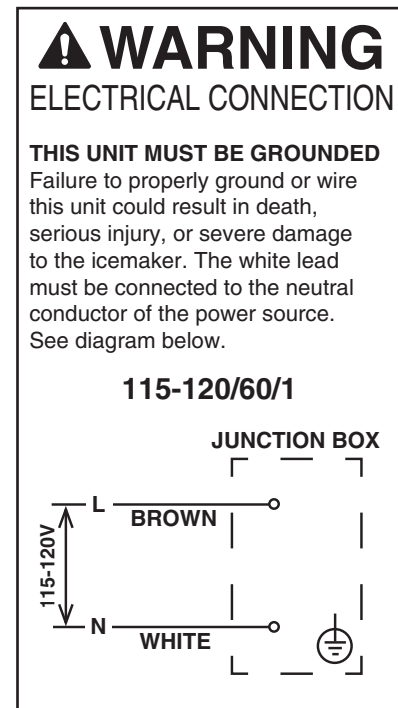 WARNING
ELECTRICAL CONNECTION
THIS UNIT MUST BE GROUNDED
Failure to properly ground or wire
this unit could result in death,
serious injury, or severe damage
to the icemaker. The white lead
must be connected to the neutral
conductor of the power source.
See diagram below.
115-120/60/1
JUNCTION BOX
L
BROWN
115-120V
N
WHITE